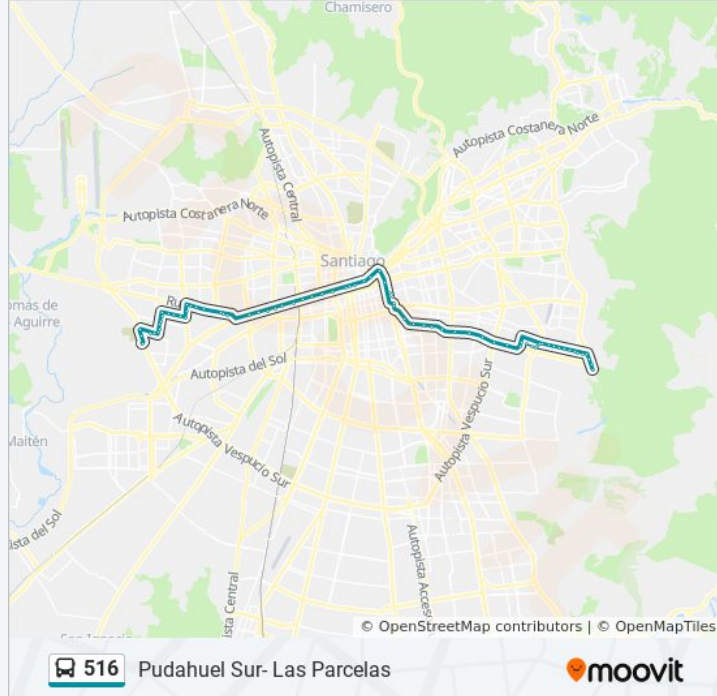 Chamisero
Autopista Costanera Norte
Autopista Central
Autopista Costanera Norte
Santiago
Ru
omas de
Aguirre
Autopista del Sol
Autopista Vespucio Sur
Maitén
Autopista Vespucio Sur
ista del Sol
Autopista Acceso
ista Central
© OpenStreetMap contributors | © OpenMapTiles
516 Pudahuel Sur- Las Parcelas
moovit